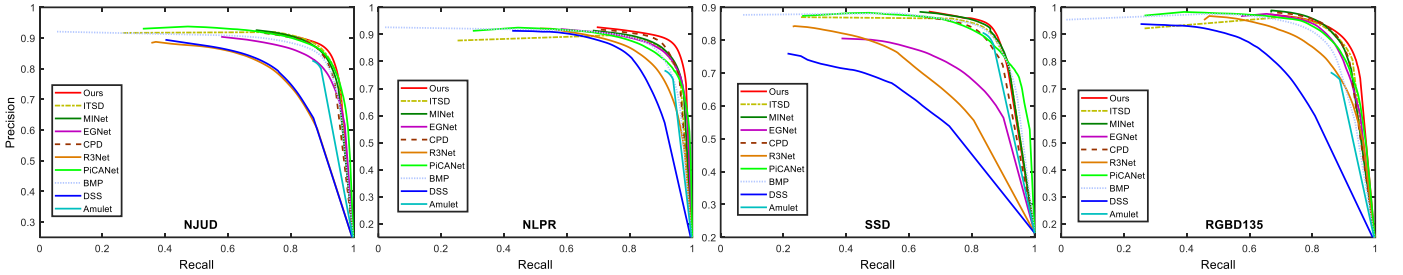 Precision
1
0.9
0.8
0.7
0.6
0.5
0.4
0.3
Ours
ITSD
MINet
EGNet
CPD
R3Net
PiCANet
BMP
DSS
Amulet
NJUD
0 0.2 0.4 0.6 0.8 1
Recall
1
0.9
0.8
0.7
0.6
0.5
0.4
0.3
0.2
Ours
ITSD
MINet
EGNet
CPD
R3Net
PiCANet
BMP
DSS
Amulet
NLPR
0 0.2 0.4 0.6 0.8 1
Recall
0.9
0.8
0.7
0.6
0.5
0.4
0.3
0.2
Ours
ITSD
MINet
EGNet
CPD
R3Net
PiCANet
BMP
DSS
Amulet
SSD
0 0.2 0.4 0.6 0.8 1
Recall
1
0.9
0.8
0.7
0.6
0.5
0.4
0.3
0.2
Ours
ITSD
MINet
EGNet
CPD
R3Net
PiCANet
BMP
DSS
Amulet
RGBD135
0 0.2 0.4 0.6 0.8 1
Recall